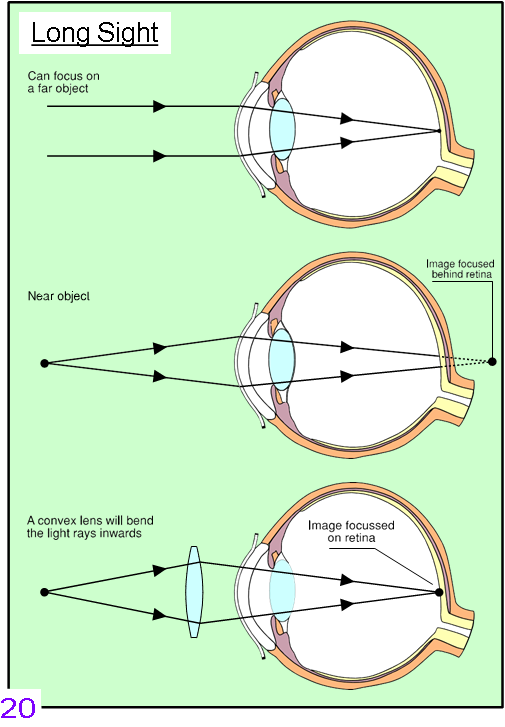 Long Sight
Can focus on
a far object
Image focused
behind retina
Near object
A convex lens will bend
the light rays inwards
Image focussed
on retina
20